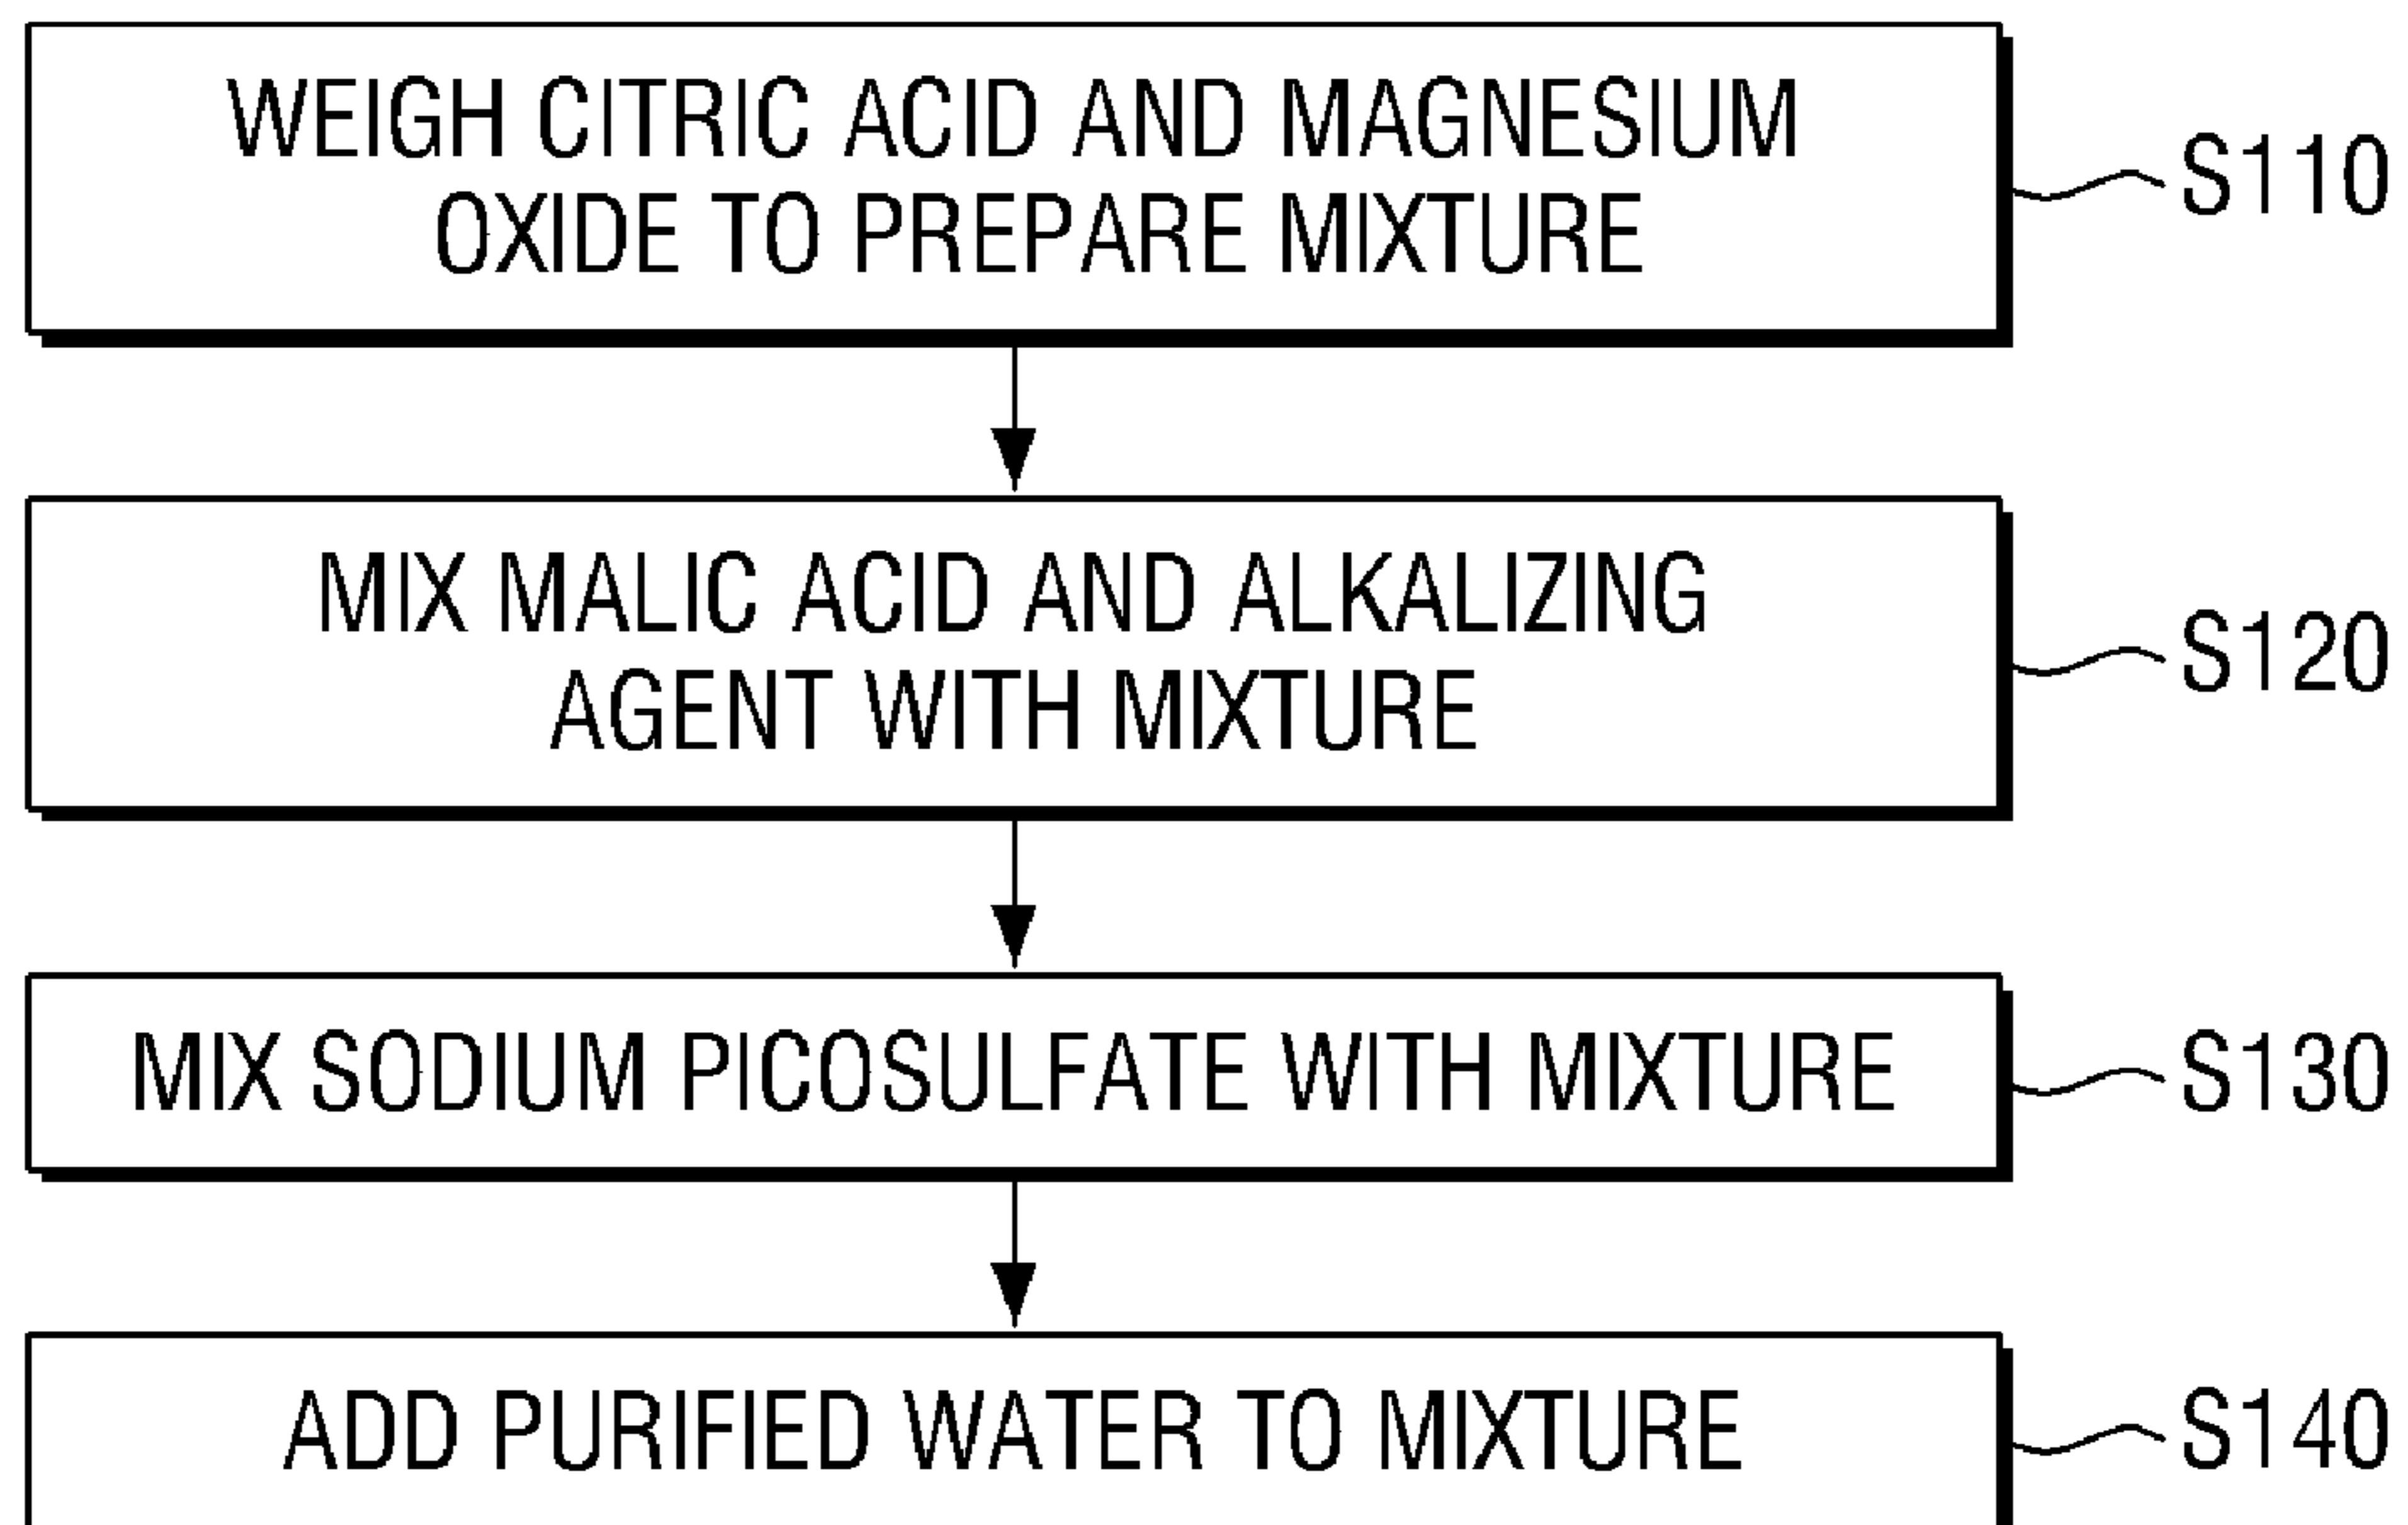 WEIGH CITRIC ACID AND MAGNESIUM
OXIDE TO PREPARE MIXTURE
S110
MIX MALIC ACID AND ALKALIZING
AGENT WITH MIXTURE
S120
MIX SODIUM PICOSULFATE WITH MIXTURE
S130
ADD PURIFIED WATER TO MIXTURE
S140